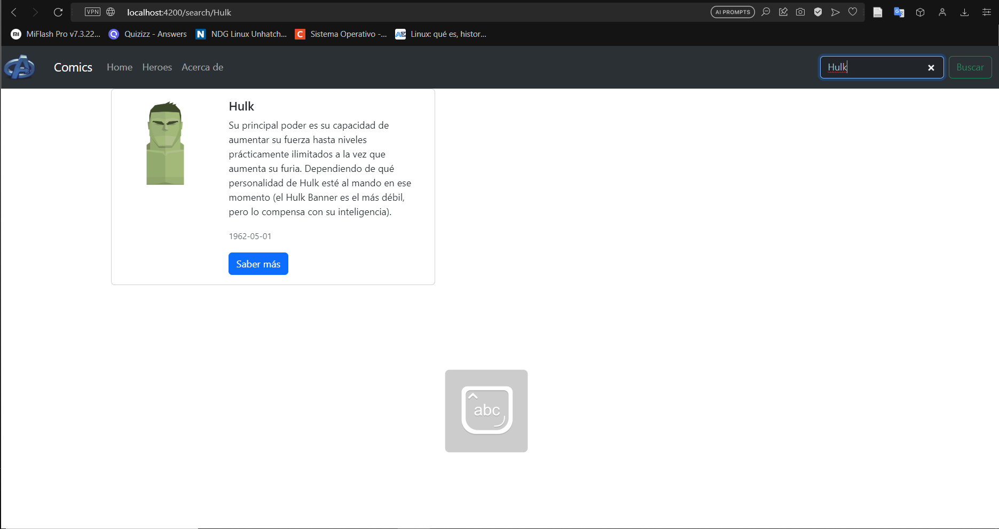 VPN localhost:4200/search/Hulk AI PROMPTS
MiFlash Pro v7.3.22... Quizizz - Answers NDG Linux Unhatch... Sistema Operativo -... Linux: qué es, histor...
Comics Home Heroes Acerca de Hulk Buscar
Hulk
Su principal poder es su capacidad de
aumentar su fuerza hasta niveles
prácticamente ilimitados a la vez que
aumenta su furia. Dependiendo de qué
personalidad de Hulk esté al mando en ese
momento (el Hulk Banner es el más débil,
pero lo compensa con su inteligencia).
1962-05-01
Saber más
abc